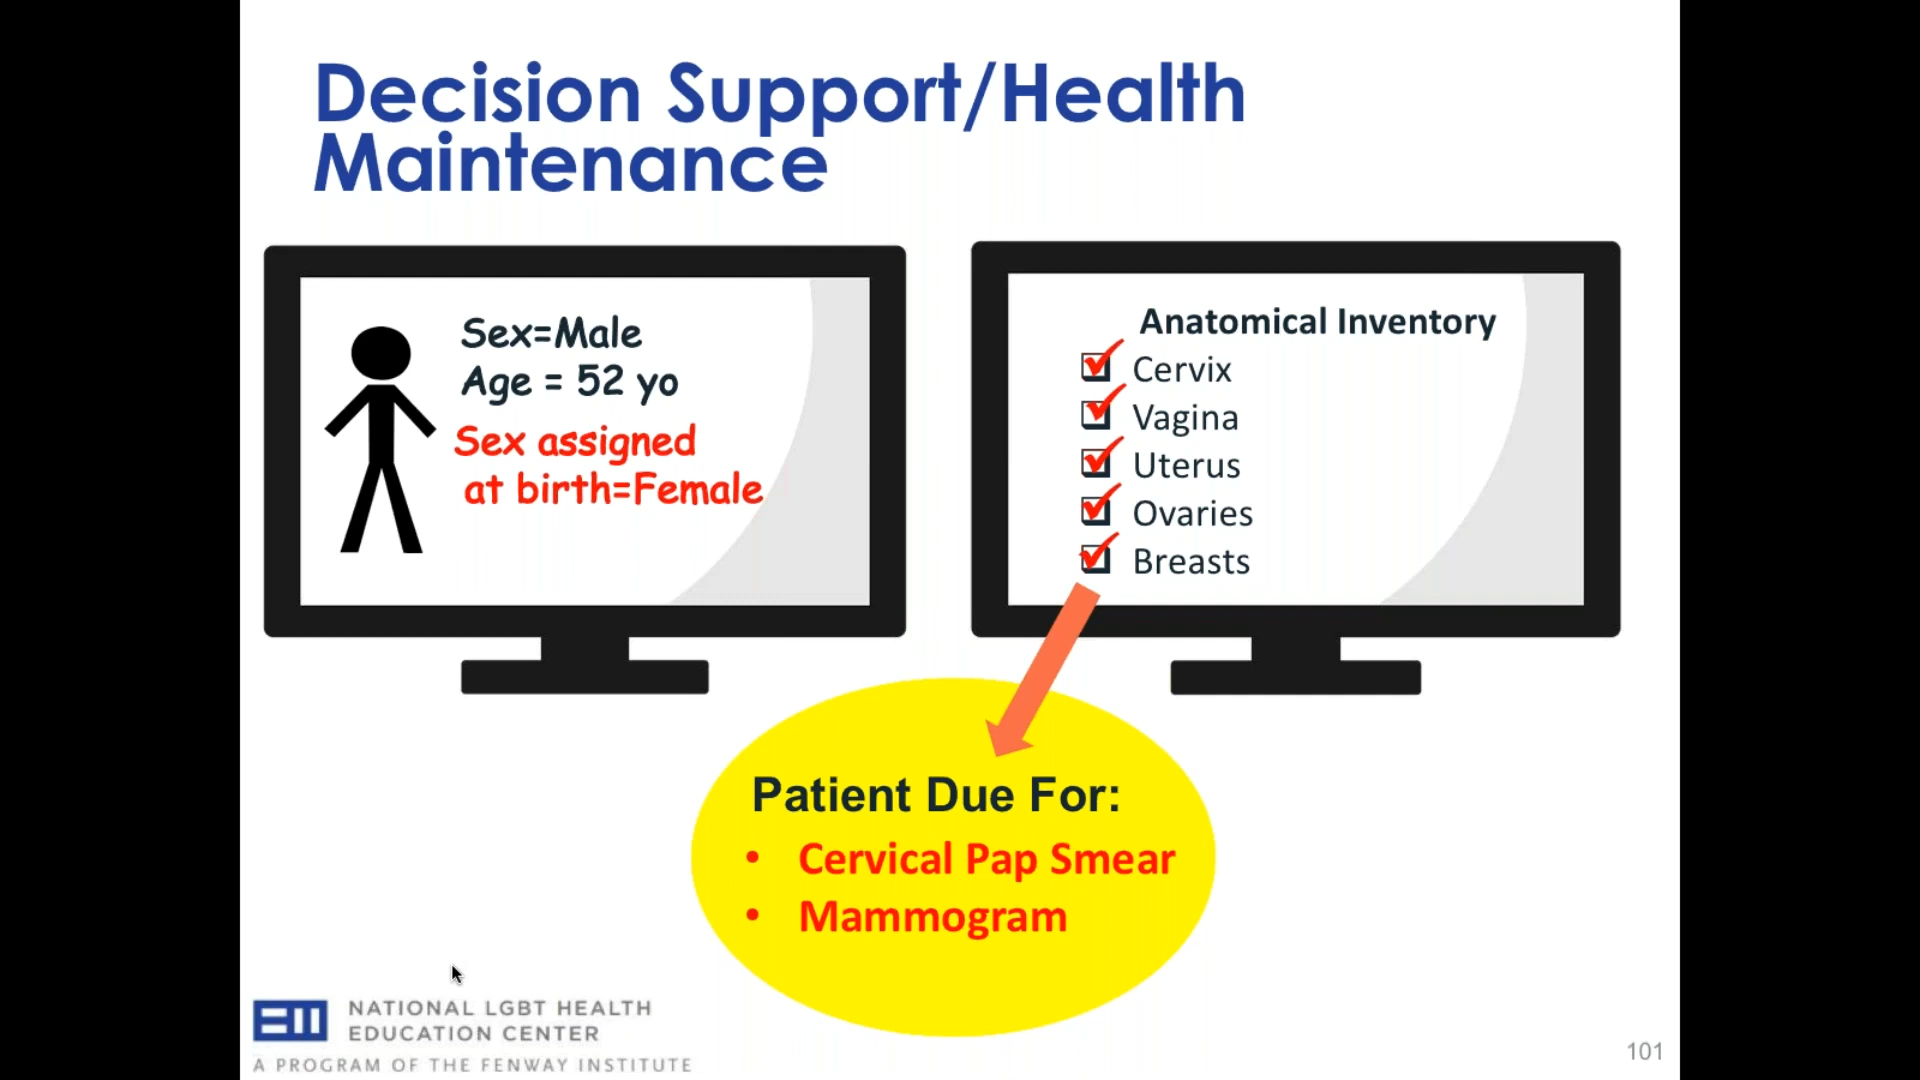 Decision Support/Health
Maintenance
Sex=Male
Age = 52 yo
Sex assigned
at birth=Female
Anatomical Inventory
Cervix
Vagina
Uterus
Ovaries
Breasts
Patient Due For:
• Cervical Pap Smear
• Mammogram
NATIONAL LGBT HEALTH
EDUCATION CENTER
A PROGRAM OF THE FENWAY INSTITUTE
101